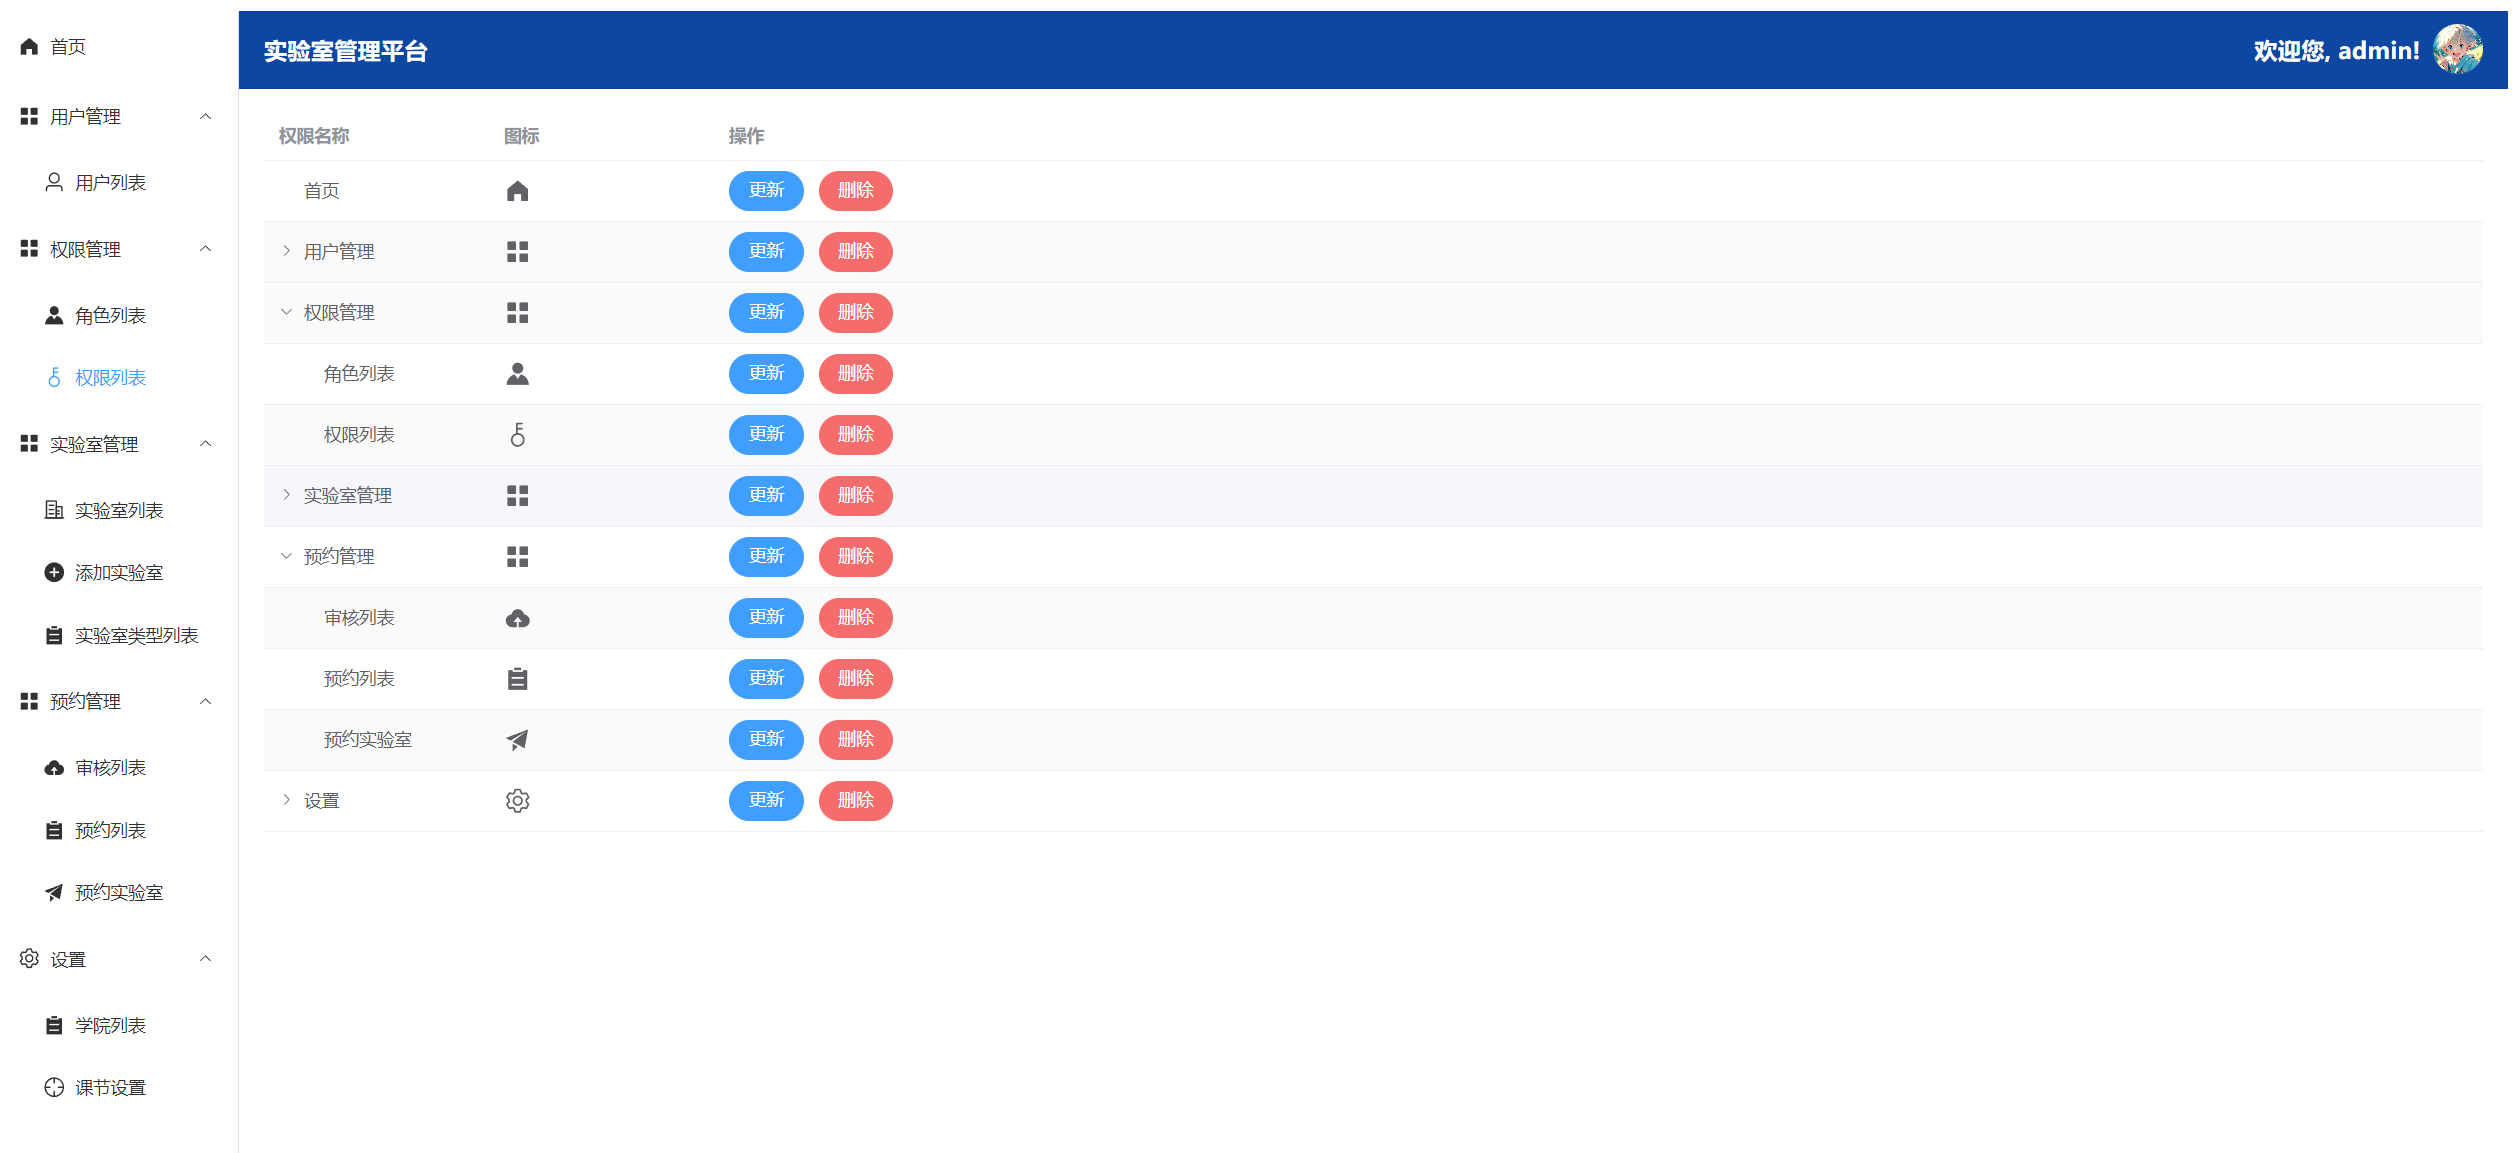 首页
用户管理
用户列表
权限管理
角色列表
权限列表
实验室管理
实验室列表
添加实验室
实验室类型列表
预约管理
审核列表
预约列表
预约实验室
设置
学院列表
课节设置
实验室管理平台 欢迎您, admin!
权限名称 图标 操作
首页 更新 删除
用户管理 更新 删除
权限管理 更新 删除
角色列表 更新 删除
权限列表 更新 删除
实验室管理 更新 删除
预约管理 更新 删除
审核列表 更新 删除
预约列表 更新 删除
预约实验室 更新 删除
设置 更新 删除